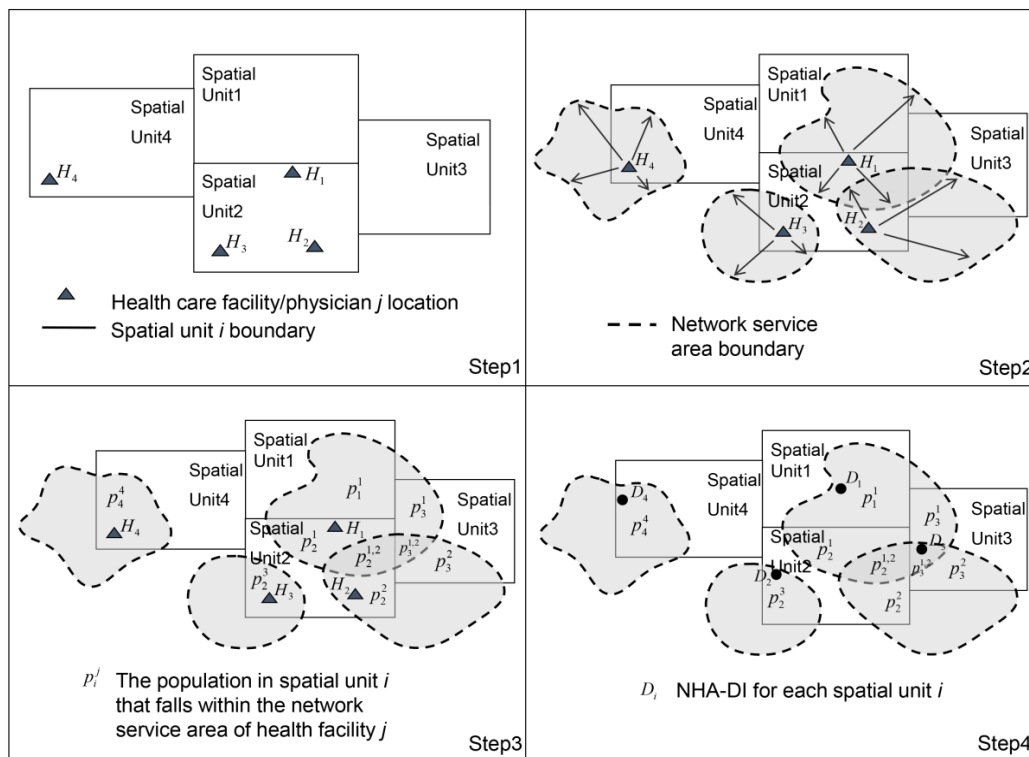 Spatial
Unit1
Spatial
Unit4
Spatial
Unit3
H₄
H₁
Spatial
Unit2
H₃
H₂
Health care facility/physician j location
Spatial unit i boundary
Step1
Spatial
Unit1
Spatial
Unit4
Spatial
Unit3
H₄
H₁
Spatial
Unit2
H₃
H₂
Network service
area boundary
Step2
Spatial
Unit1
p₁¹
Spatial
Unit4
p₄⁴
p₃¹
Spatial
Unit3
H₄
H₁
Spatial
Unit2
p₂¹
p₂¹,²
p₃¹,²
p₃²
p₂³
H₃
H₂
p₂²
pᵢʲ The population in spatial unit i
that falls within the network
service area of health facility j
Step3
Spatial
Unit1
D₁
p₁¹
Spatial
Unit4
D₄
p₄⁴
p₃¹
Spatial
Unit3
Spatial
Unit2
p₂¹
D₂
p₂³
p₂¹,²
p₃¹,²
p₃²
p₂²
Dᵢ NHA-DI for each spatial unit i
Step4